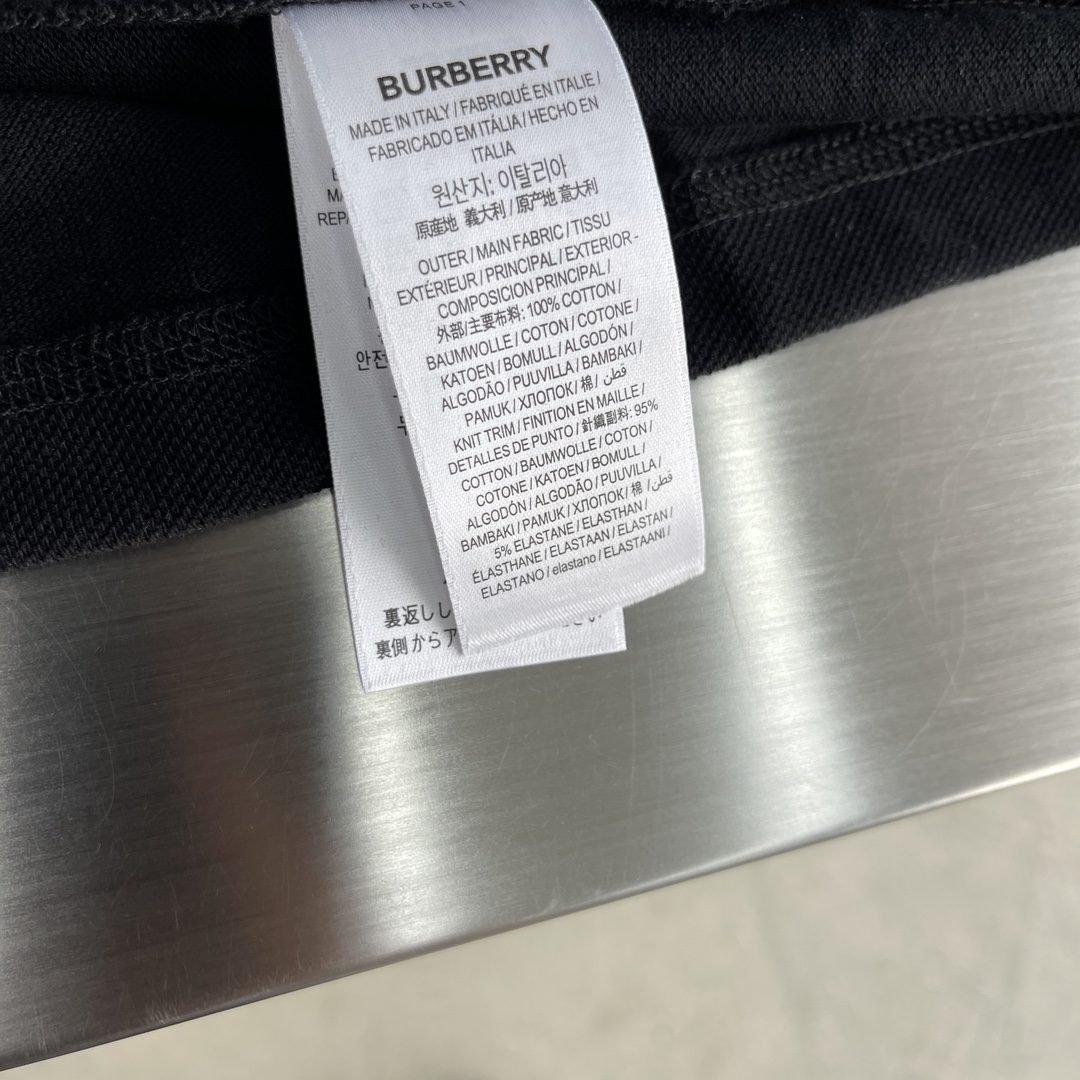 PAGE 1
BURBERRY
MADE IN ITALY / FABRIQUÉ EN ITALIE /
FABRICADO EM ITÁLIA / HECHO EN
ITALIA
원산지: 이탈리아
原産地 義大利 / 原产地 意大利
OUTER / MAIN FABRIC / TISSU
EXTÉRIEUR / PRINCIPAL / EXTERIOR -
COMPOSICION PRINCIPAL /
外部/主要布料: 100% COTTON /
BAUMWOLLE / COTON / COTONE /
KATOEN / BOMULL / ALGODÓN /
ALGODÃO / PUUVILLA / BAMBAKI /
PAMUK / ХЛОПОК / 棉 / قطن /
KNIT TRIM / FINITION EN MAILLE /
DETALLES DE PUNTO / 針織副料: 95%
COTTON / BAUMWOLLE / COTON /
COTONE / KATOEN / BOMULL /
ALGODÓN / ALGODÃO / PUUVILLA /
BAMBAKI / PAMUK / ХЛОПОК / 棉 / قطن /
5% ELASTANE / ELASTHAN /
ÉLASTHANE / ELASTAAN / ELASTAN /
ELASTANO / elastano / ELASTAANI /
MA
REPA
안전
裏返しし
裏側からア